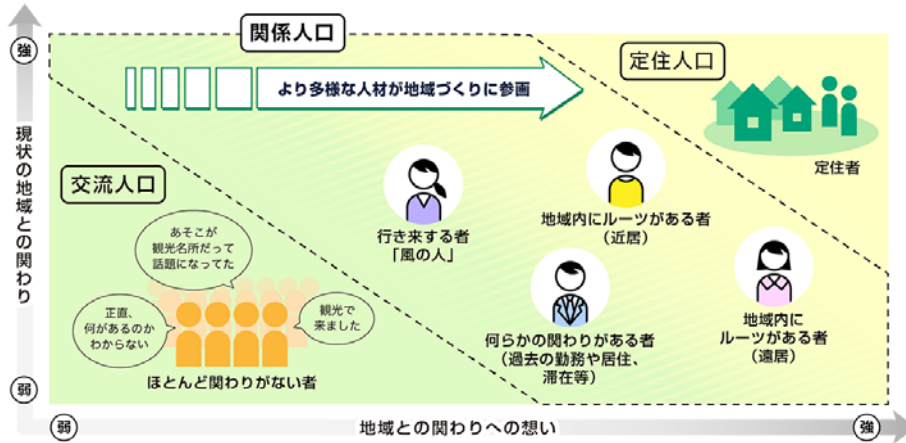 関係人口
強
より多様な人材が地域づくりに参画
定住人口
定住者
現状の地域との関わり
交流人口
あそこが
観光名所だって
話題になってた
正直、
何があるのか
わからない
観光で
来ました
ほとんど関わりがない者
行き来する者
「風の人」
地域内にルーツがある者
（近居）
何らかの関わりがある者
（過去の勤務や居住、
滞在等）
地域内に
ルーツがある者
（遠居）
弱
弱
地域との関わりへの想い
強